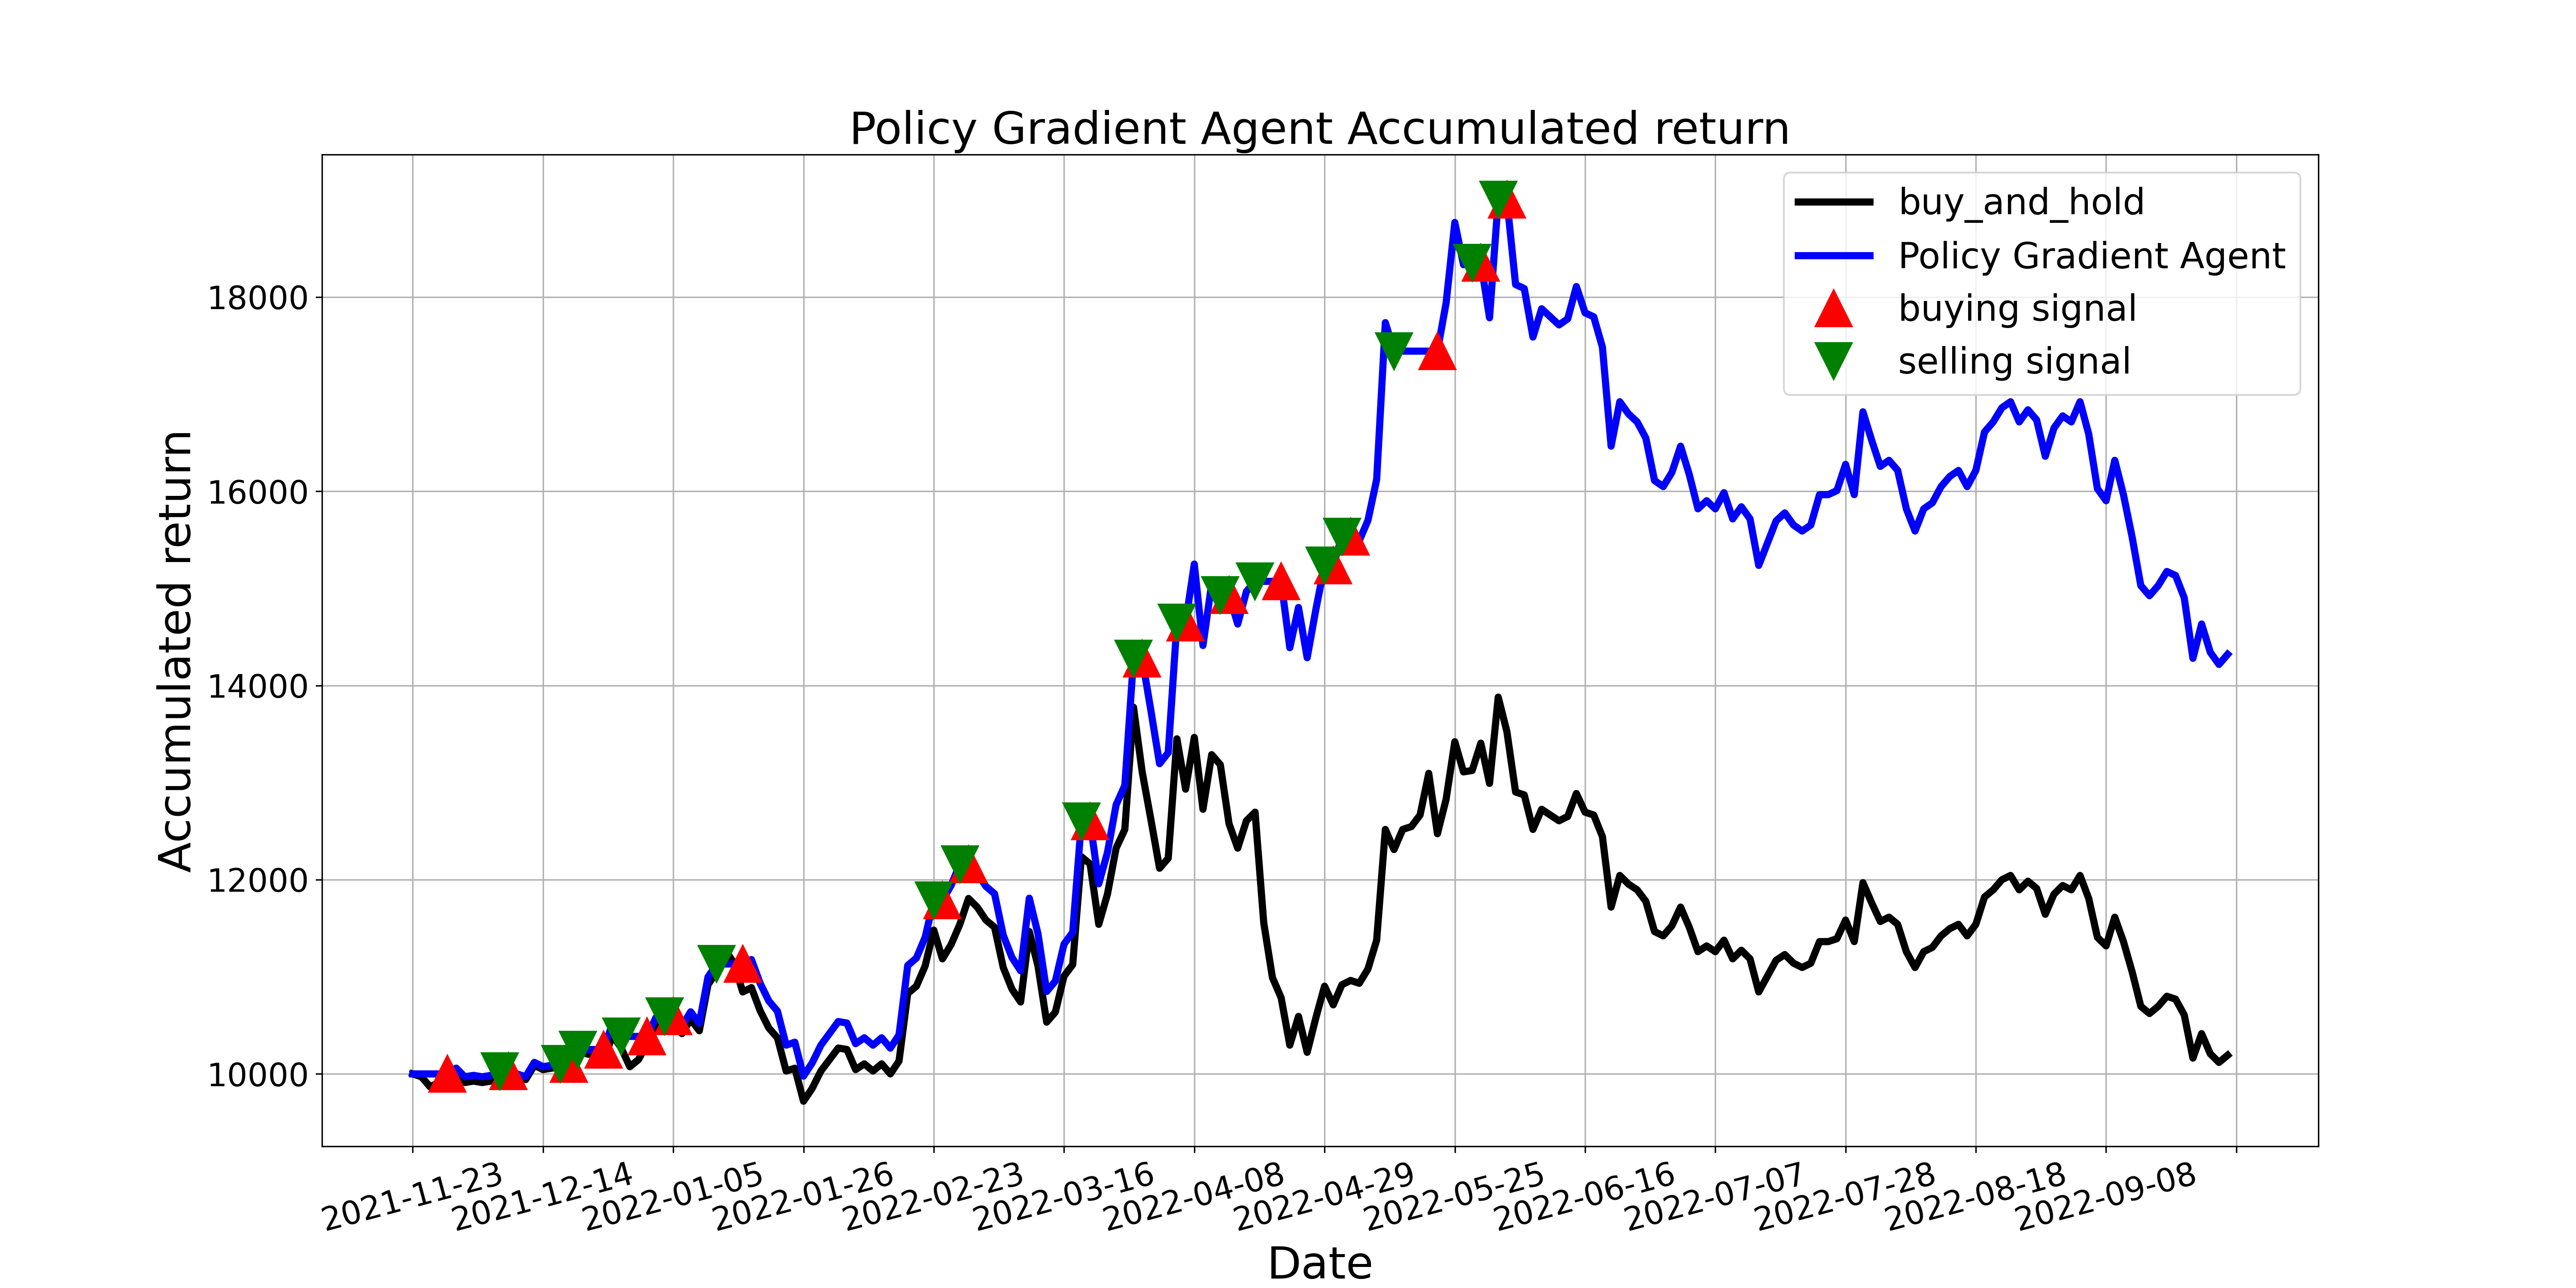 Policy Gradient Agent Accumulated return
buy_and_hold
Policy Gradient Agent
buying signal
selling signal
Accumulated return
18000
16000
14000
12000
10000
2021-11-23
2021-12-14
2022-01-05
2022-01-26
2022-02-23
2022-03-16
2022-04-08
2022-04-29
2022-05-25
2022-06-16
2022-07-07
2022-07-28
2022-08-18
2022-09-08
Date